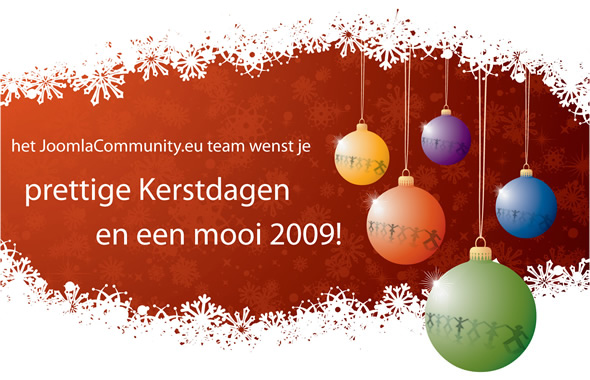 het JoomlaCommunity.eu team wenst je
prettige Kerstdagen
en een mooi 2009!